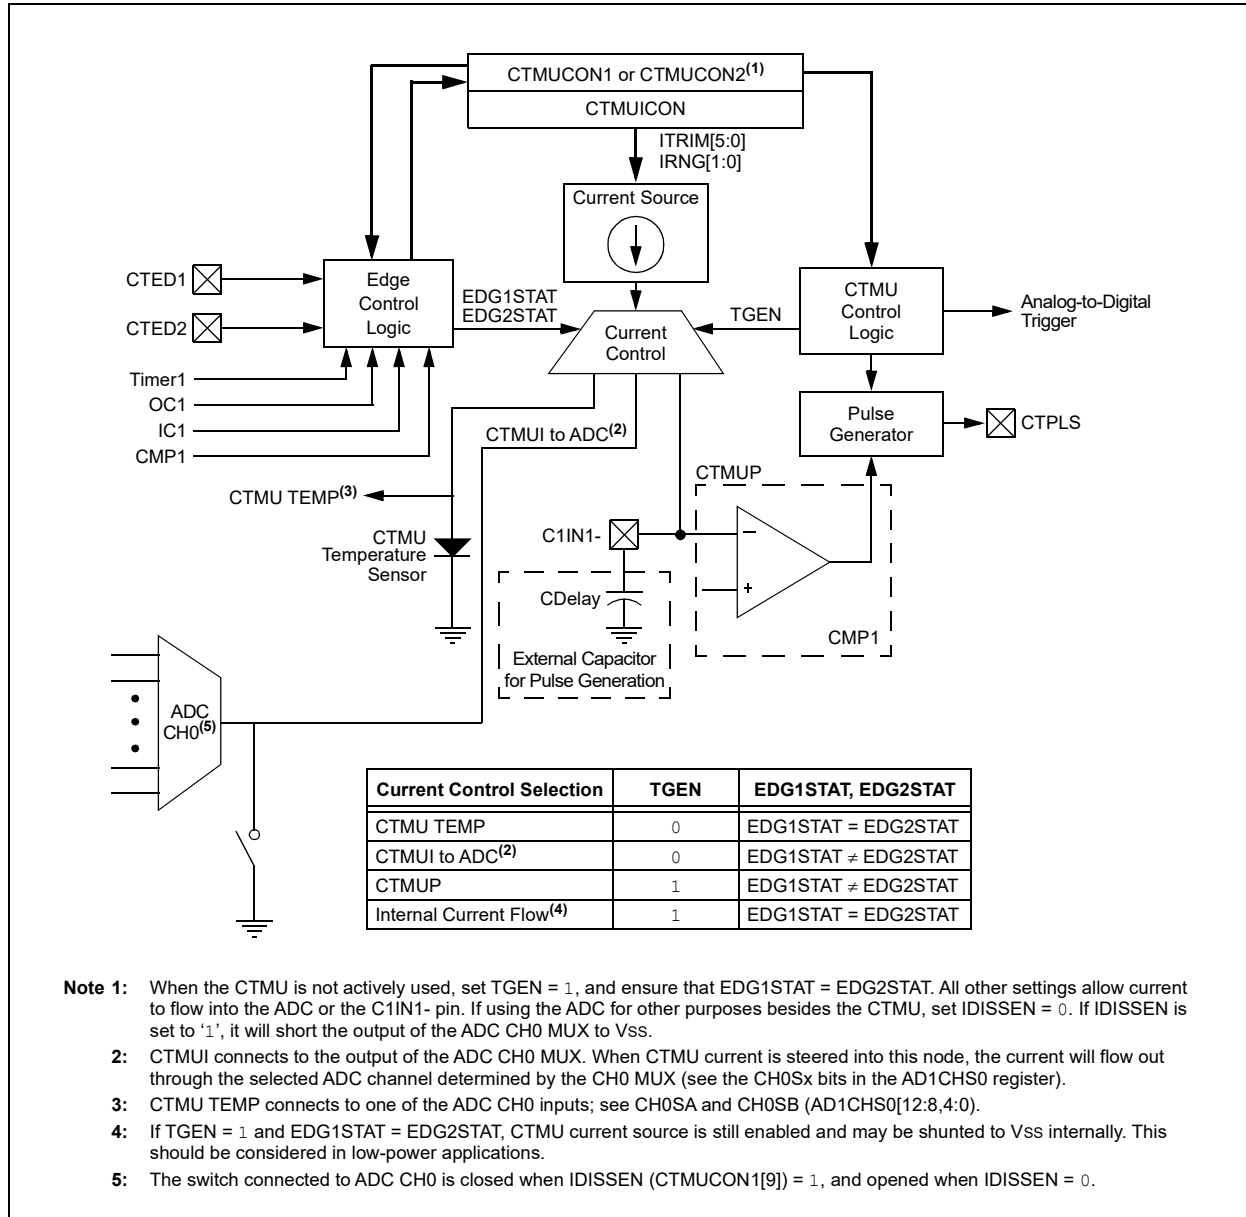 CTMUCON1 or CTMUCON2(1)
CTMUICON
ITRIM[5:0]
IRNG[1:0]
Current Source
CTED1
CTED2
Edge
Control
Logic
EDG1STAT
EDG2STAT
Current
Control
TGEN
CTMU
Control
Logic
Analog-to-Digital
Trigger
Timer1
OC1
IC1
CMP1
Pulse
Generator
CTPLS
CTMUI to ADC(2)
CTMUP
CTMU TEMP(3)
CTMU
Temperature
Sensor
C1IN1-
–
+
CMP1
CDelay
External Capacitor
for Pulse Generation
ADC
CH0(5)
Current Control Selection TGEN EDG1STAT, EDG2STAT
CTMU TEMP 0 EDG1STAT = EDG2STAT
CTMUI to ADC(2) 0 EDG1STAT ≠ EDG2STAT
CTMUP 1 EDG1STAT ≠ EDG2STAT
Internal Current Flow(4) 1 EDG1STAT = EDG2STAT
Note 1: When the CTMU is not actively used, set TGEN = 1, and ensure that EDG1STAT = EDG2STAT. All other settings allow current
to flow into the ADC or the C1IN1- pin. If using the ADC for other purposes besides the CTMU, set IDISSEN = 0. If IDISSEN is
set to ‘1’, it will short the output of the ADC CH0 MUX to VSS.
2: CTMUI connects to the output of the ADC CH0 MUX. When CTMU current is steered into this node, the current will flow out
through the selected ADC channel determined by the CH0 MUX (see the CH0Sx bits in the AD1CHS0 register).
3: CTMU TEMP connects to one of the ADC CH0 inputs; see CH0SA and CH0SB (AD1CHS0[12:8,4:0).
4: If TGEN = 1 and EDG1STAT = EDG2STAT, CTMU current source is still enabled and may be shunted to VSS internally. This
should be considered in low-power applications.
5: The switch connected to ADC CH0 is closed when IDISSEN (CTMUCON1[9]) = 1, and opened when IDISSEN = 0.